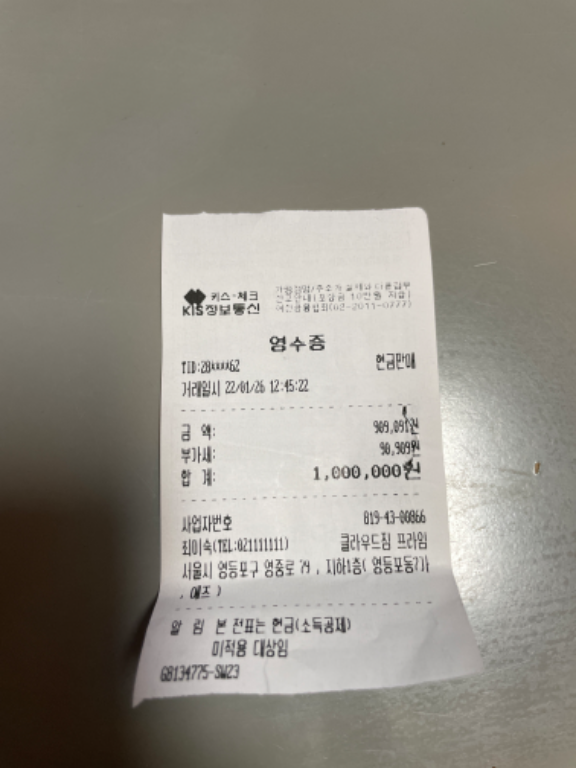 키스-체크
KIS정보통신
영수증
TID:28****62 현금판매
거래일시 22/01/26 12:45:22
금 액: 909,091원
부가세: 90,909원
합 계: 1,000,000원
사업자번호 819-43-00866
최미숙(TEL:021111111) 클라우드짐 프라임
서울시 영등포구 영중로 , 지하1층( 영등포동7가
, )
알 림 본 전표는 현금(소득공제)
미적용 대상임
GB134775-SW23